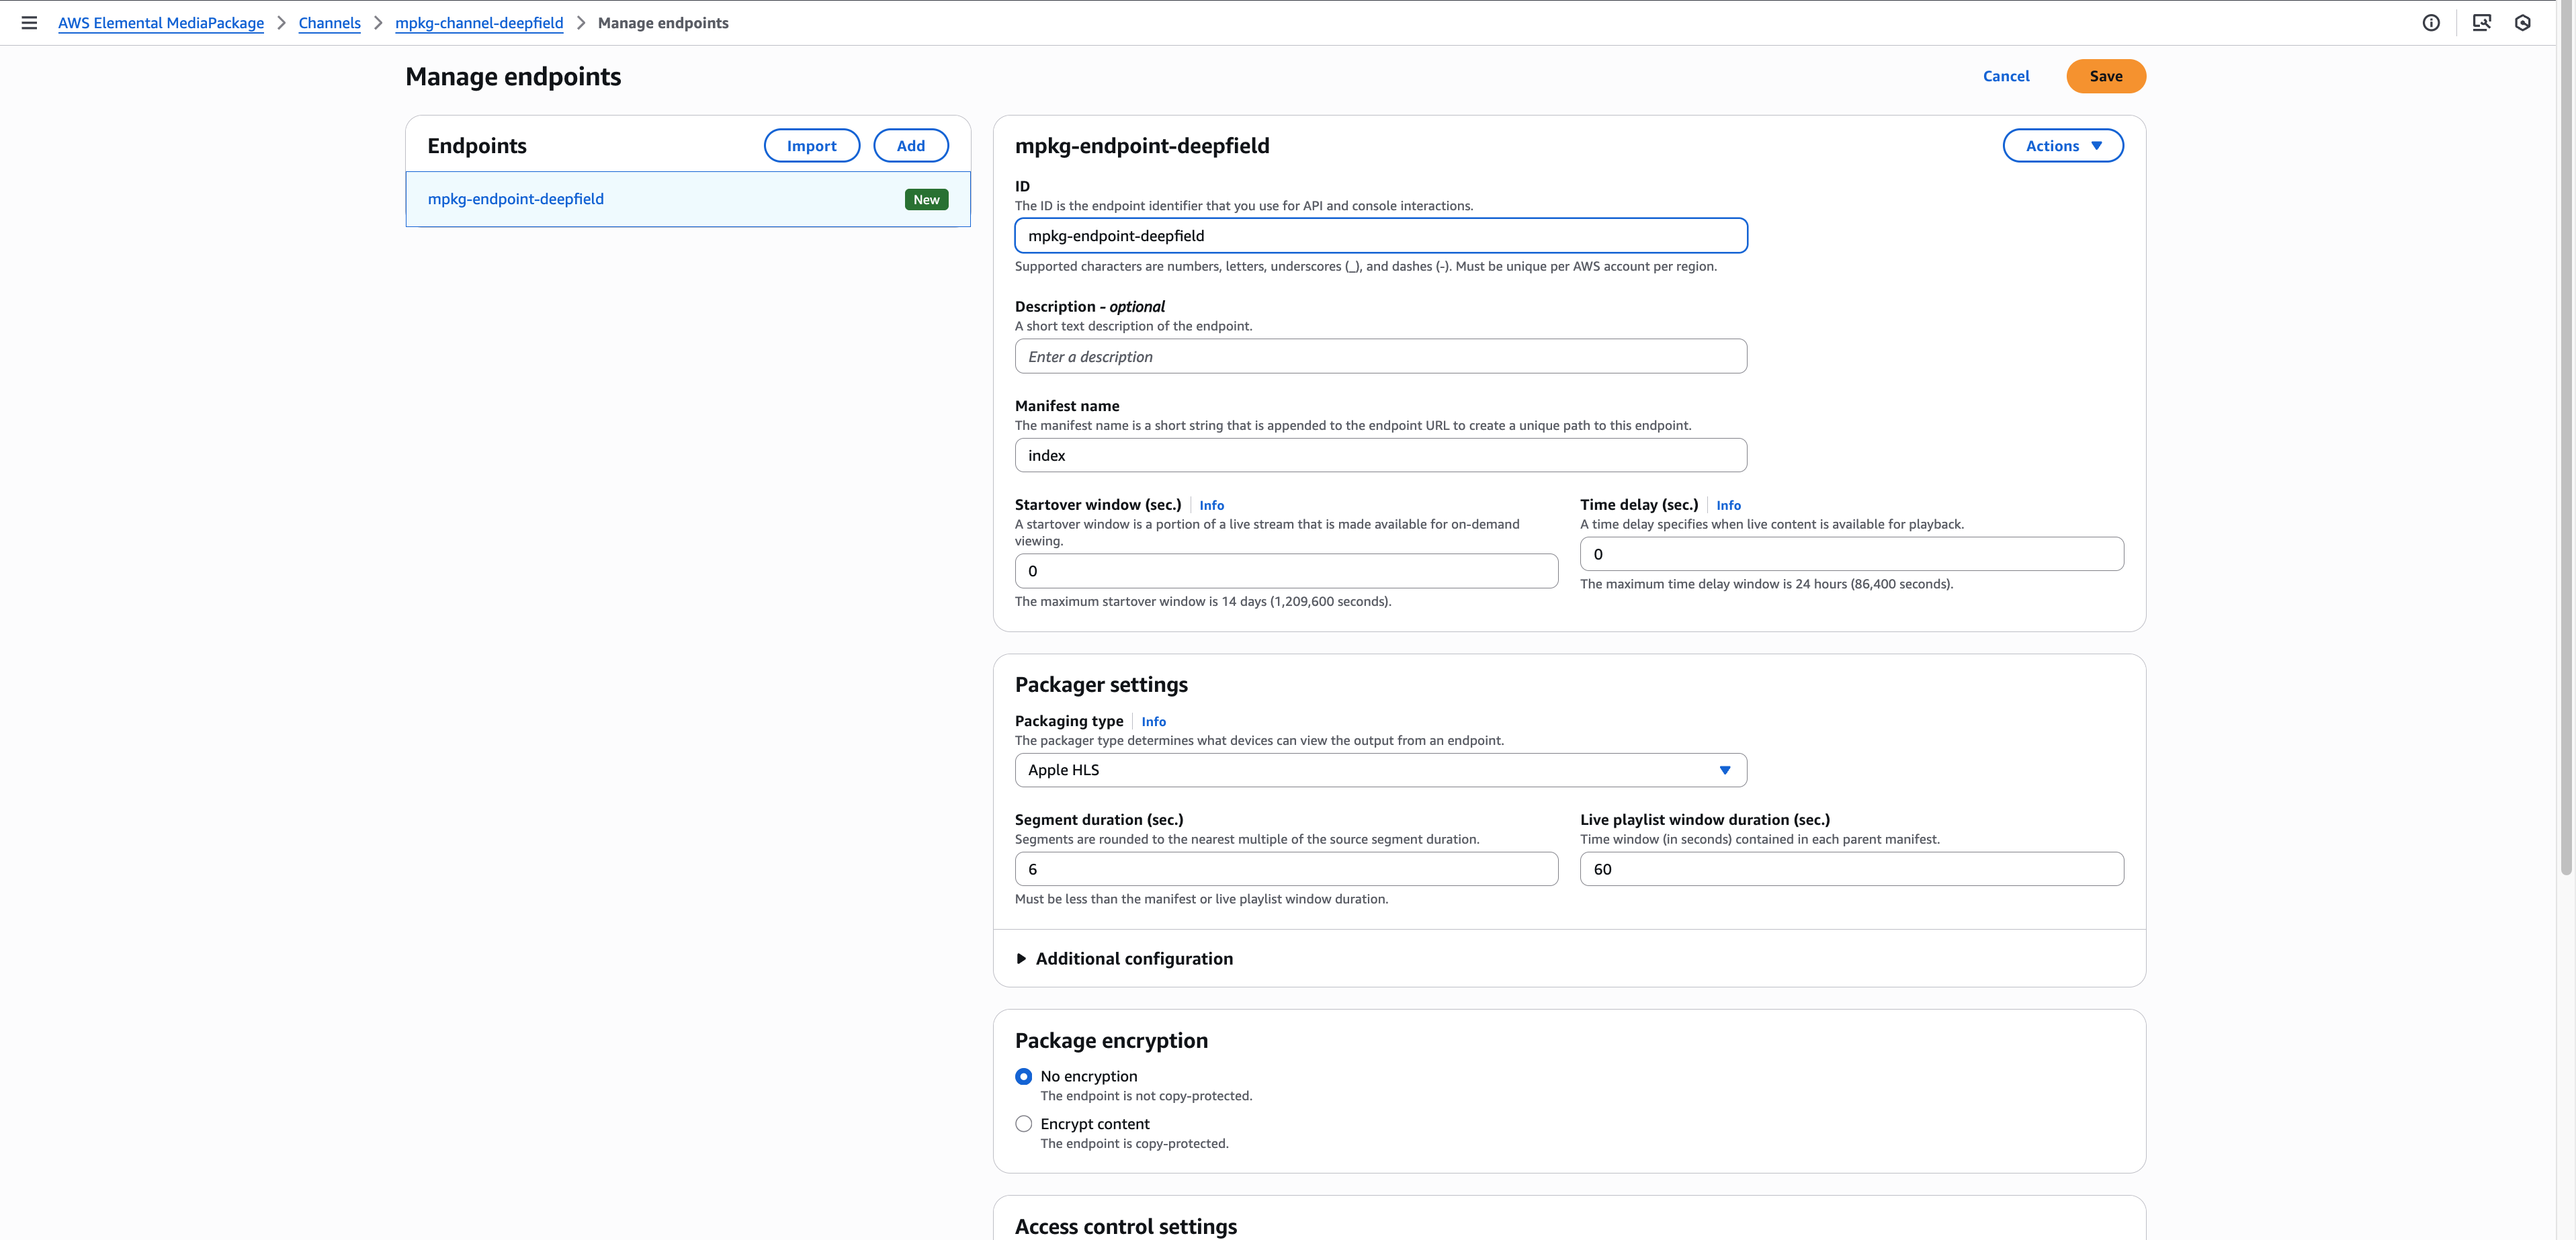 AWS Elemental MediaPackage > Channels > mpkg-channel-deepfield > Manage endpoints
Manage endpoints
Cancel
Save
Endpoints
Import
Add
mpkg-endpoint-deepfield
New
mpkg-endpoint-deepfield
Actions
ID
The ID is the endpoint identifier that you use for API and console interactions.
mpkg-endpoint-deepfield
Supported characters are numbers, letters, underscores (_), and dashes (-). Must be unique per AWS account per region.
Description - optional
A short text description of the endpoint.
Enter a description
Manifest name
The manifest name is a short string that is appended to the endpoint URL to create a unique path to this endpoint.
index
Startover window (sec.) Info
A startover window is a portion of a live stream that is made available for on-demand
viewing.
0
The maximum startover window is 14 days (1,209,600 seconds).
Time delay (sec.) Info
A time delay specifies when live content is available for playback.
0
The maximum time delay window is 24 hours (86,400 seconds).
Packager settings
Packaging type Info
The packager type determines what devices can view the output from an endpoint.
Apple HLS
Segment duration (sec.)
Segments are rounded to the nearest multiple of the source segment duration.
6
Must be less than the manifest or live playlist window duration.
Live playlist window duration (sec.)
Time window (in seconds) contained in each parent manifest.
60
Additional configuration
Package encryption
No encryption
The endpoint is not copy-protected.
Encrypt content
The endpoint is copy-protected.
Access control settings